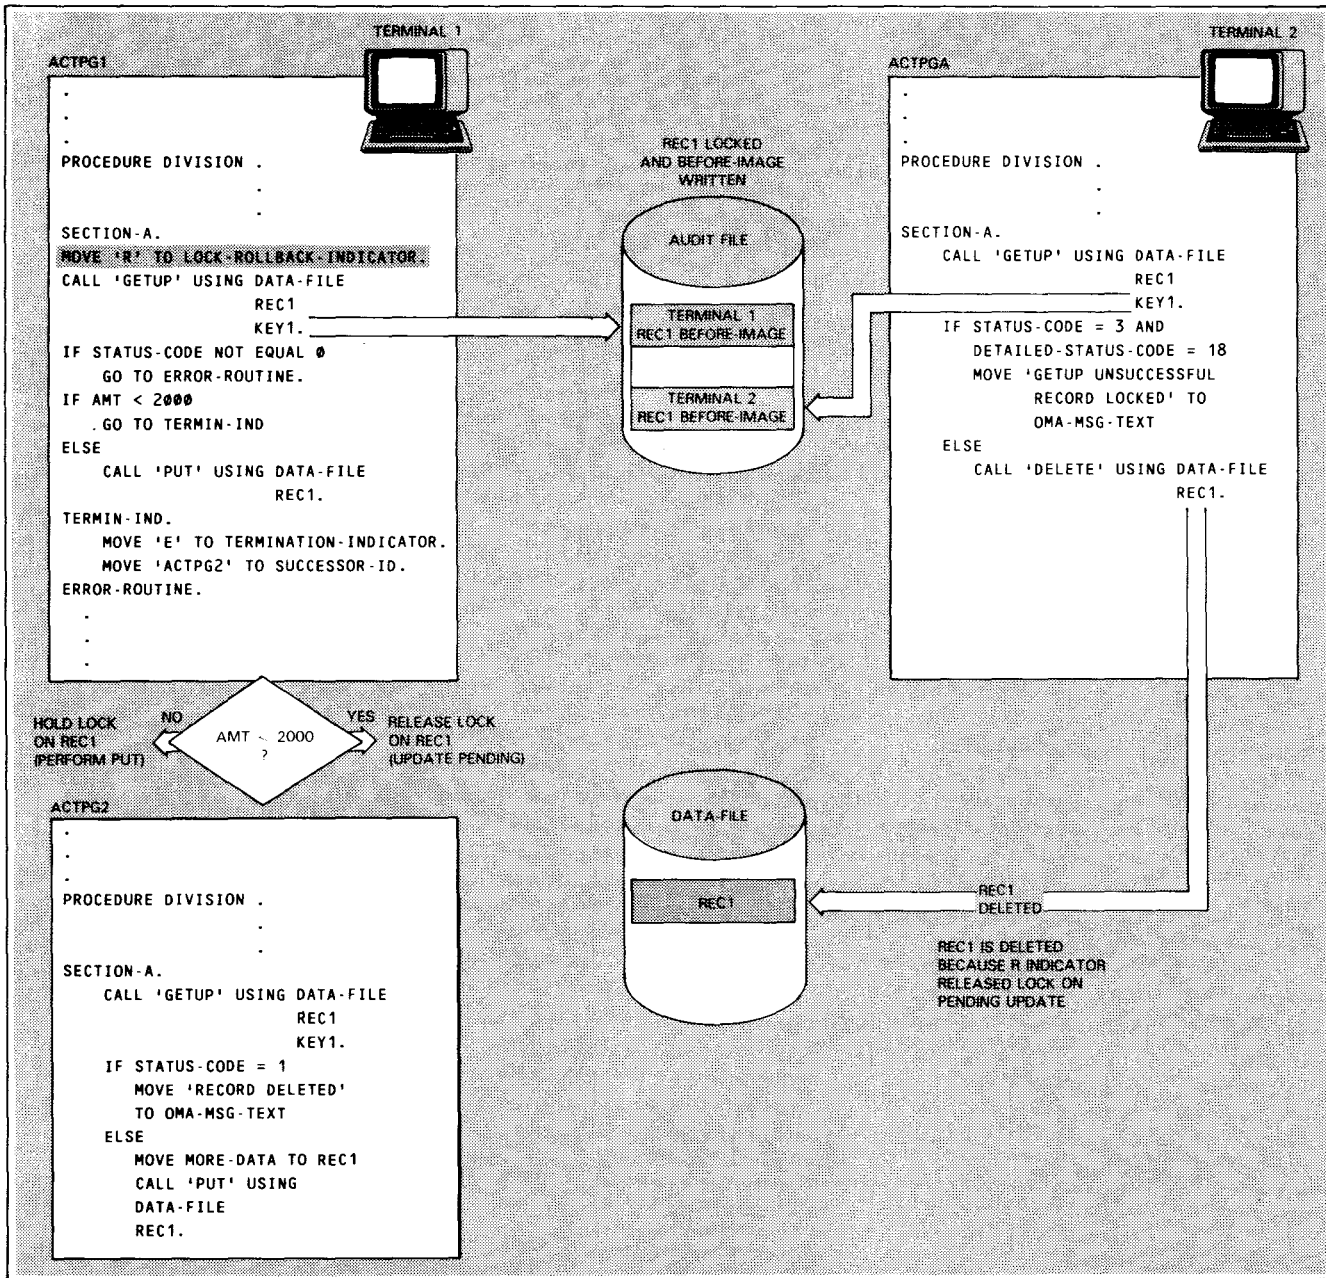 TERMINAL 1
ACTPG1
.
.
.
PROCEDURE DIVISION .
.
.
SECTION-A.
MOVE 'R' TO LOCK-ROLLBACK-INDICATOR.
CALL 'GETUP' USING DATA-FILE
REC1
KEY1.
IF STATUS-CODE NOT EQUAL 0
GO TO ERROR-ROUTINE.
IF AMT < 2000
.GO TO TERMIN-IND
ELSE
CALL 'PUT' USING DATA-FILE
REC1.
TERMIN-IND.
MOVE 'E' TO TERMINATION-INDICATOR.
MOVE 'ACTPG2' TO SUCCESSOR-ID.
ERROR-ROUTINE.
.
.
.
REC1 LOCKED
AND BEFORE-IMAGE
WRITTEN
AUDIT FILE
TERMINAL 1
REC1 BEFORE-IMAGE
TERMINAL 2
REC1 BEFORE-IMAGE
TERMINAL 2
ACTPGA
.
.
.
PROCEDURE DIVISION .
.
.
SECTION-A.
CALL 'GETUP' USING DATA-FILE
REC1
KEY1.
IF STATUS-CODE = 3 AND
DETAILED-STATUS-CODE = 18
MOVE 'GETUP UNSUCCESSFUL
RECORD LOCKED' TO
OMA-MSG-TEXT
ELSE
CALL 'DELETE' USING DATA-FILE
REC1.
HOLD LOCK
ON REC1
(PERFORM PUT)
NO
AMT < 2000
?
YES
RELEASE LOCK
ON REC1
(UPDATE PENDING)
ACTPG2
.
.
.
PROCEDURE DIVISION .
.
.
SECTION-A.
CALL 'GETUP' USING DATA-FILE
REC1
KEY1.
IF STATUS-CODE = 1
MOVE 'RECORD DELETED'
TO OMA-MSG-TEXT
ELSE
MOVE MORE-DATA TO REC1
CALL 'PUT' USING
DATA-FILE
REC1.
DATA-FILE
REC1
REC1
DELETED
REC1 IS DELETED
BECAUSE R INDICATOR
RELEASED LOCK ON
PENDING UPDATE